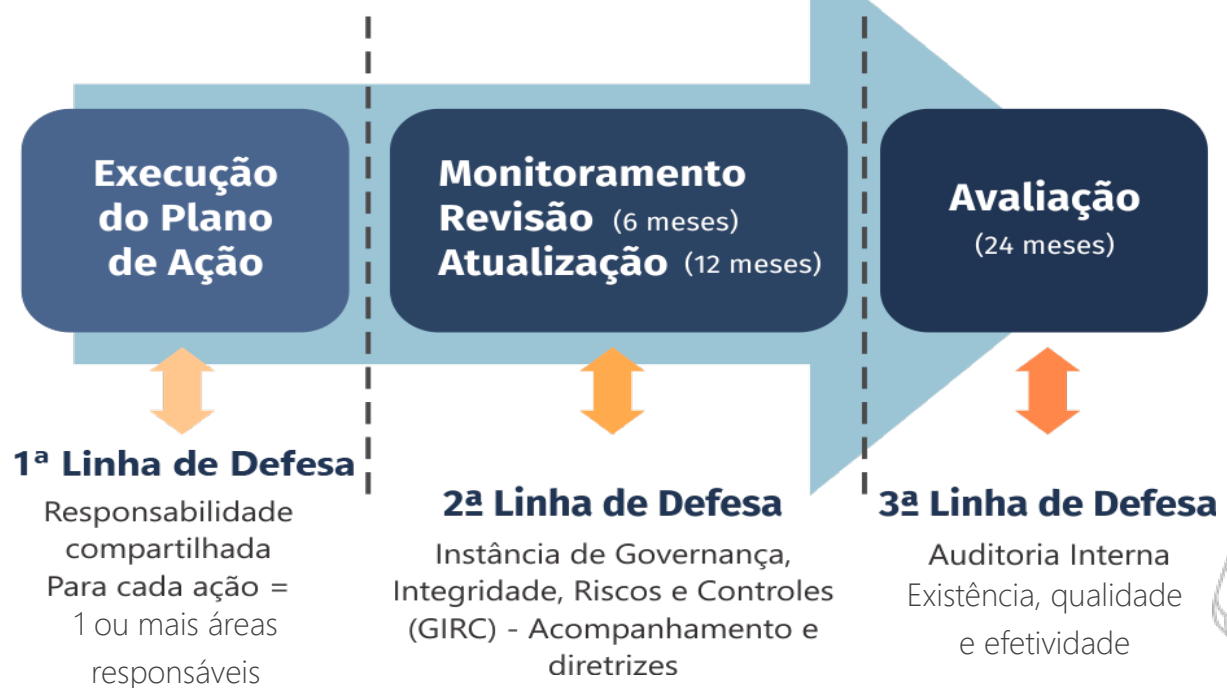 Execução
do Plano
de Ação
Monitoramento
Revisão (6 meses)
Atualização (12 meses)
Avaliação
(24 meses)
1ª Linha de Defesa
Responsabilidade
compartilhada
Para cada ação =
1 ou mais áreas
responsáveis
2ª Linha de Defesa
Instância de Governança,
Integridade, Riscos e Controles
(GIRC) - Acompanhamento e
diretrizes
3ª Linha de Defesa
Auditoria Interna
Existência, qualidade
e efetividade